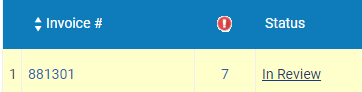 Invoice # Status
1 881301 7 In Review